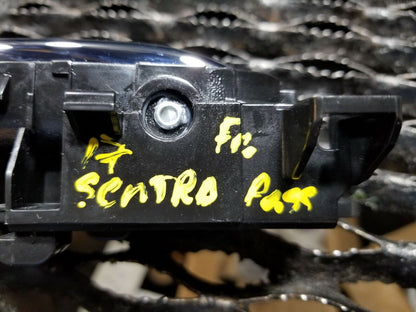 17 Fr.
SENTRA Pass